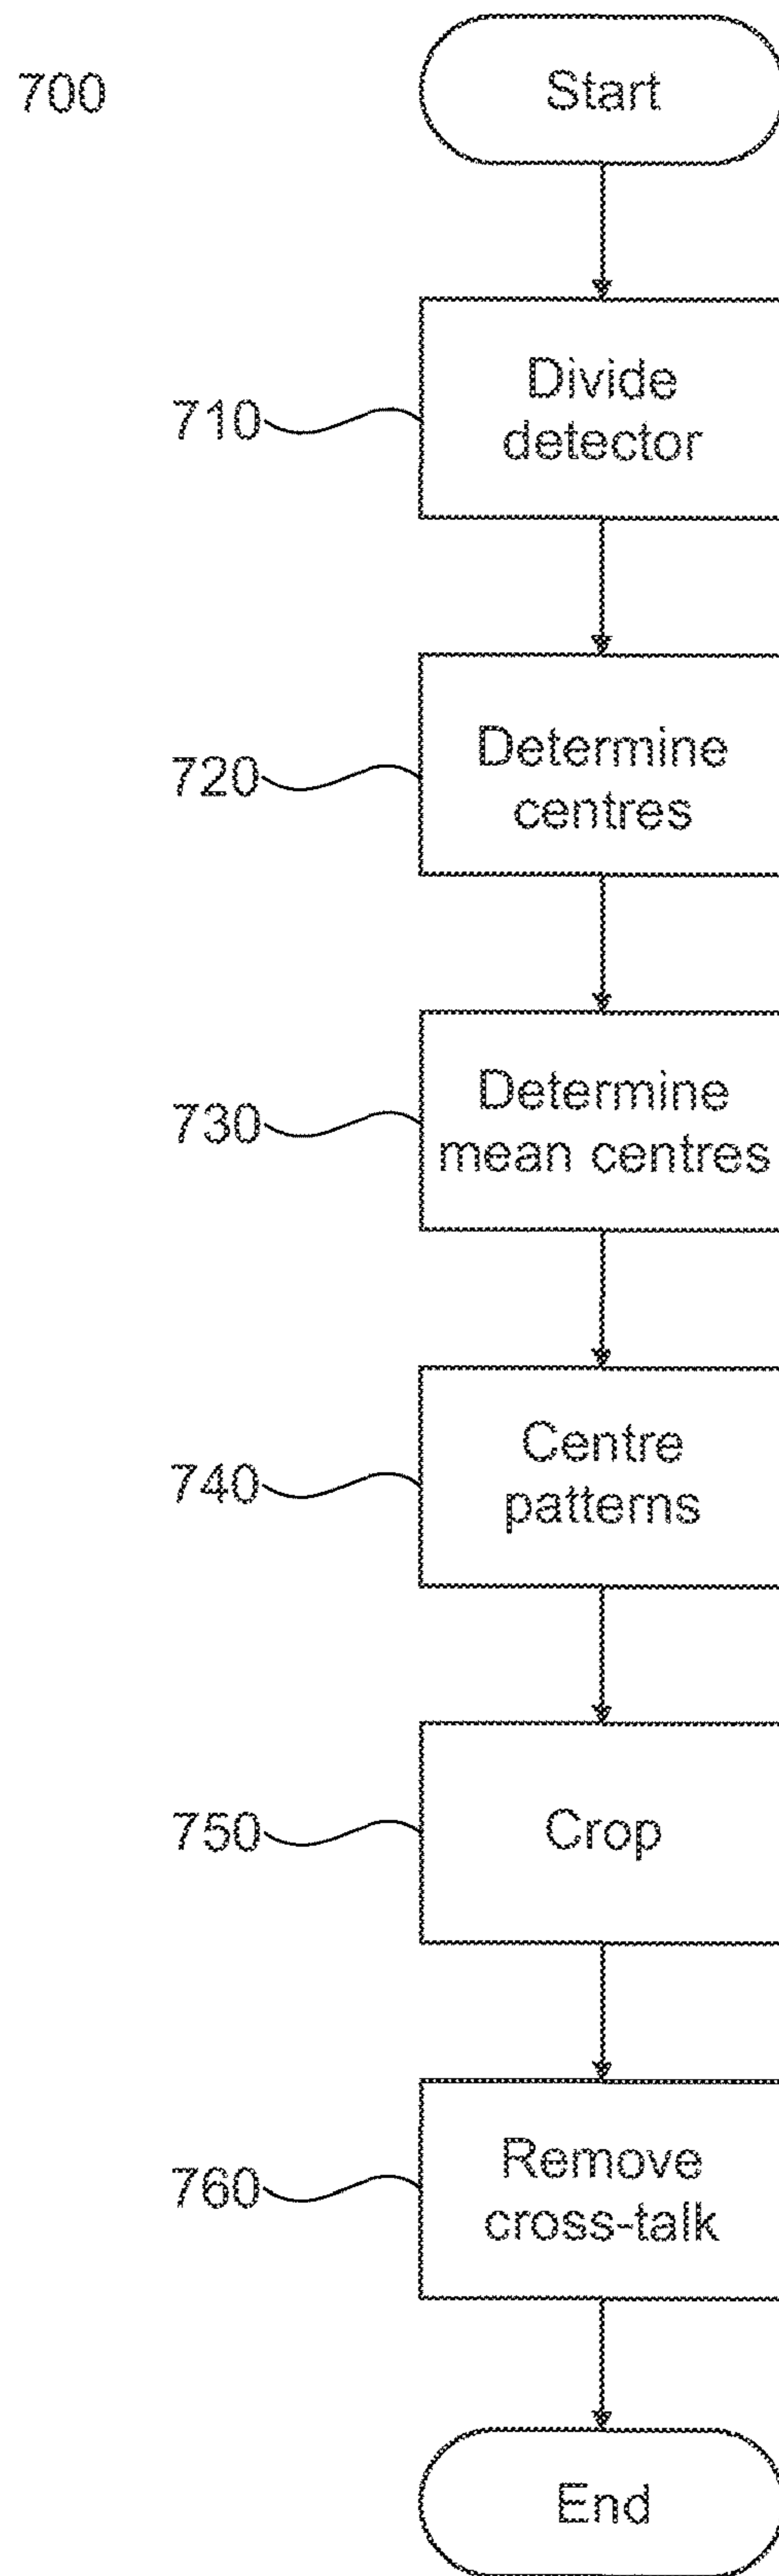 700
Start
710
Divide
detector
720
Determine
centres
730
Determine
mean centres
740
Centre
patterns
750
Crop
760
Remove
cross-talk
End